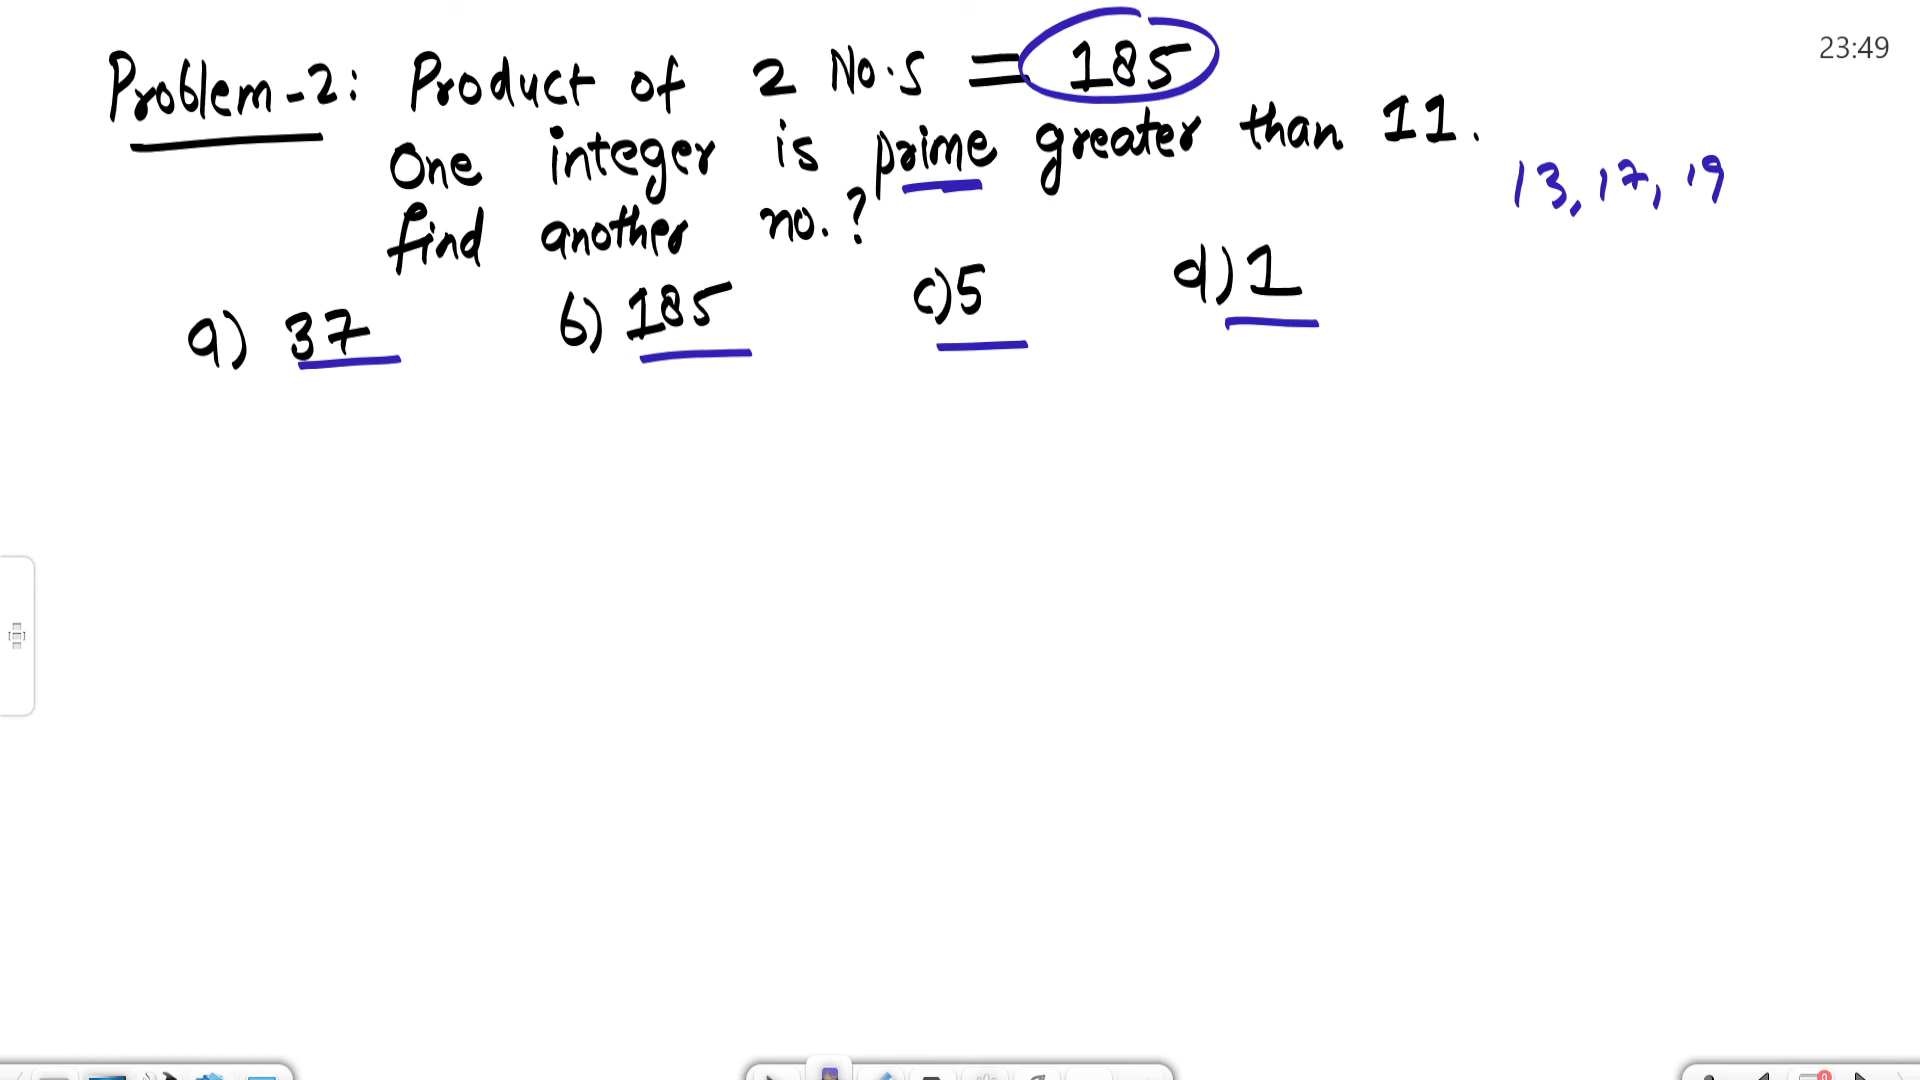 23:49
Problem-2: Product of 2 No.s = 185
One integer is prime greater than 11.
13, 17, 19
find another no.?
a) 37 b) 185 c) 5 d) 1